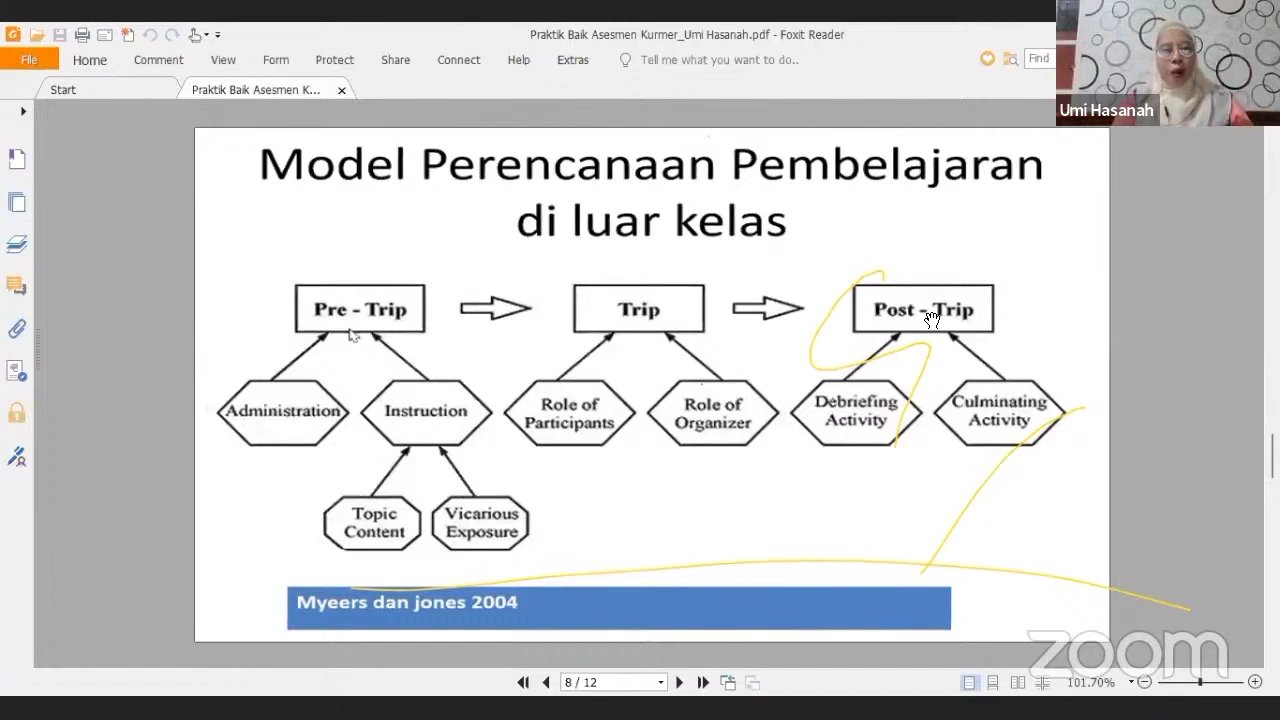 Praktik Baik Asesmen Kurmer_Umi Hasanah.pdf - Foxit Reader
File Home Comment View Form Protect Share Connect Help Extras Tell me what you want to do.. Find
Start Praktik Baik Asesmen K...
Umi Hasanah
Model Perencanaan Pembelajaran
di luar kelas
Pre - Trip Trip Post - Trip
Administration Instruction Role of Participants Role of Organizer Debriefing Activity Culminating Activity
Topic Content Vicarious Exposure
Myeers dan jones 2004
zoom
8 / 12 101.70%